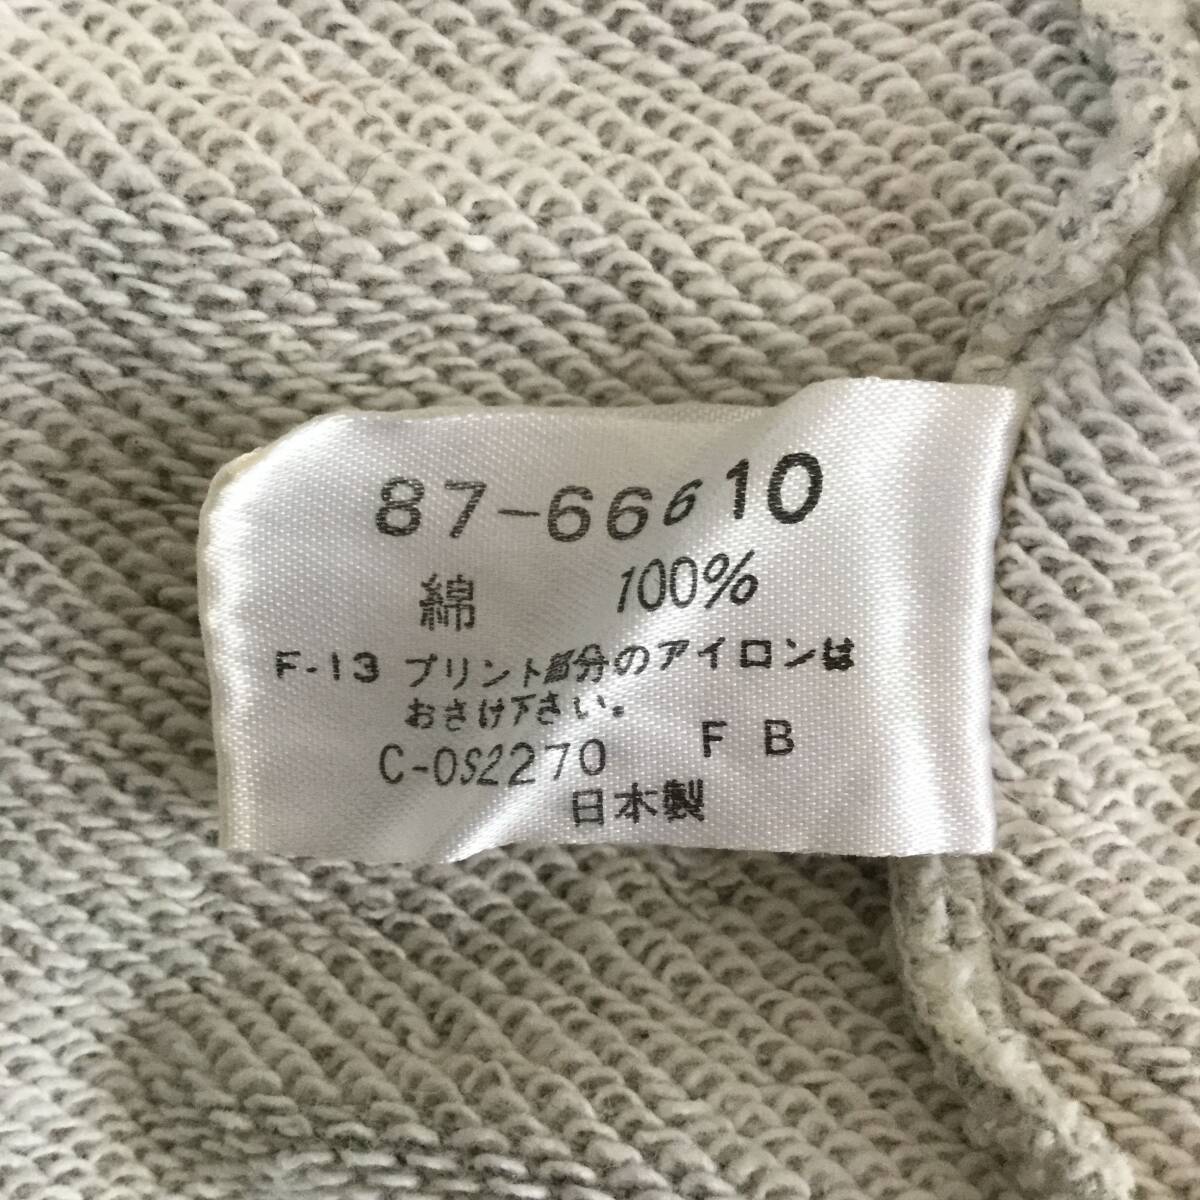 87-66610
綿 100%
F-13 プリント部分のアイロンは
おさけ下さい。
C-OS2270 F B
日本製